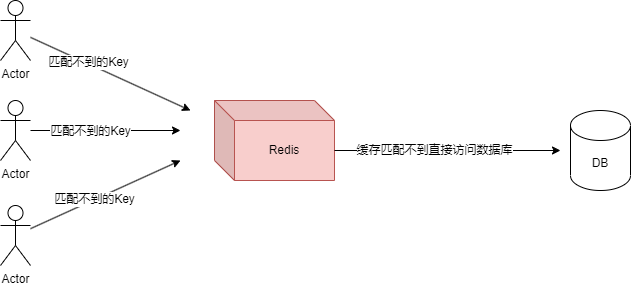 匹配不到的Key
Actor
匹配不到的Key
Actor
匹配不到的Key
Actor
Redis
缓存匹配不到直接访问数据库
DB